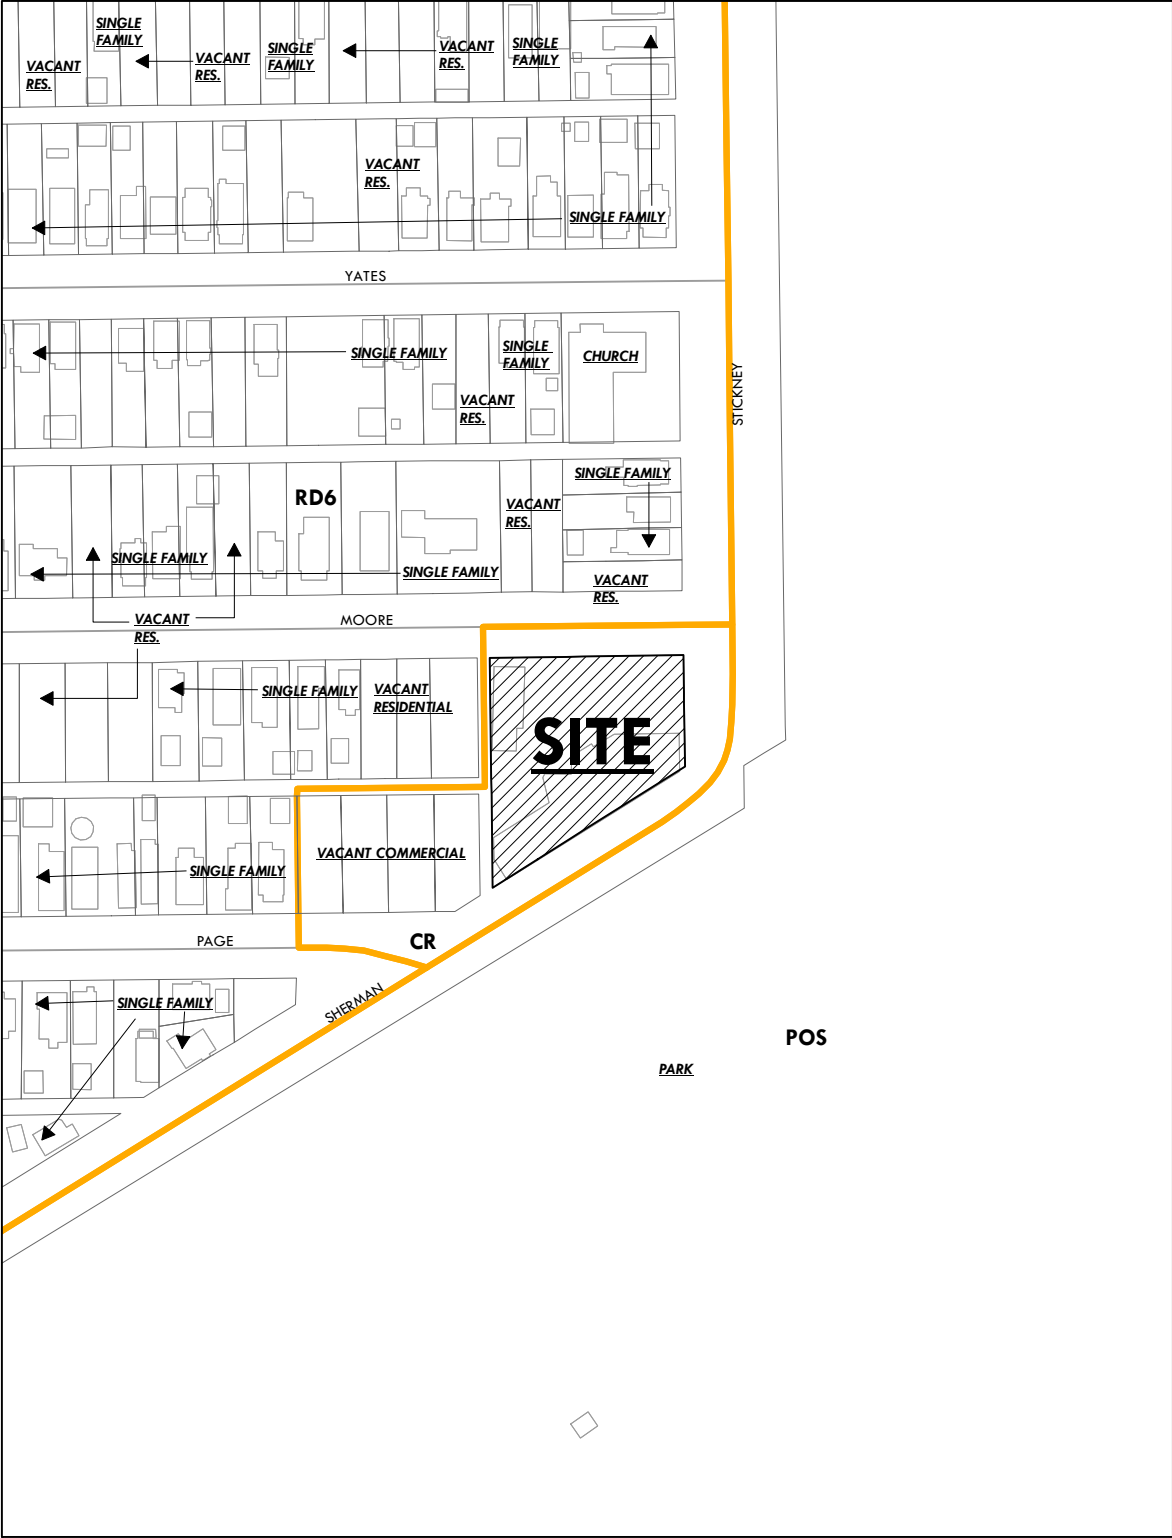 SINGLE
FAMILY
VACANT
RES.
VACANT
RES.
SINGLE
FAMILY
VACANT
RES.
SINGLE
FAMILY
VACANT
RES.
SINGLE FAMILY
YATES
SINGLE FAMILY
SINGLE
FAMILY
CHURCH
VACANT
RES.
STICKNEY
SINGLE FAMILY
RD6
VACANT
RES.
SINGLE FAMILY
SINGLE FAMILY
VACANT
RES.
VACANT
RES.
MOORE
SINGLE FAMILY
VACANT
RESIDENTIAL
SITE
VACANT COMMERCIAL
SINGLE FAMILY
PAGE
CR
SINGLE FAMILY
SHERMAN
POS
PARK